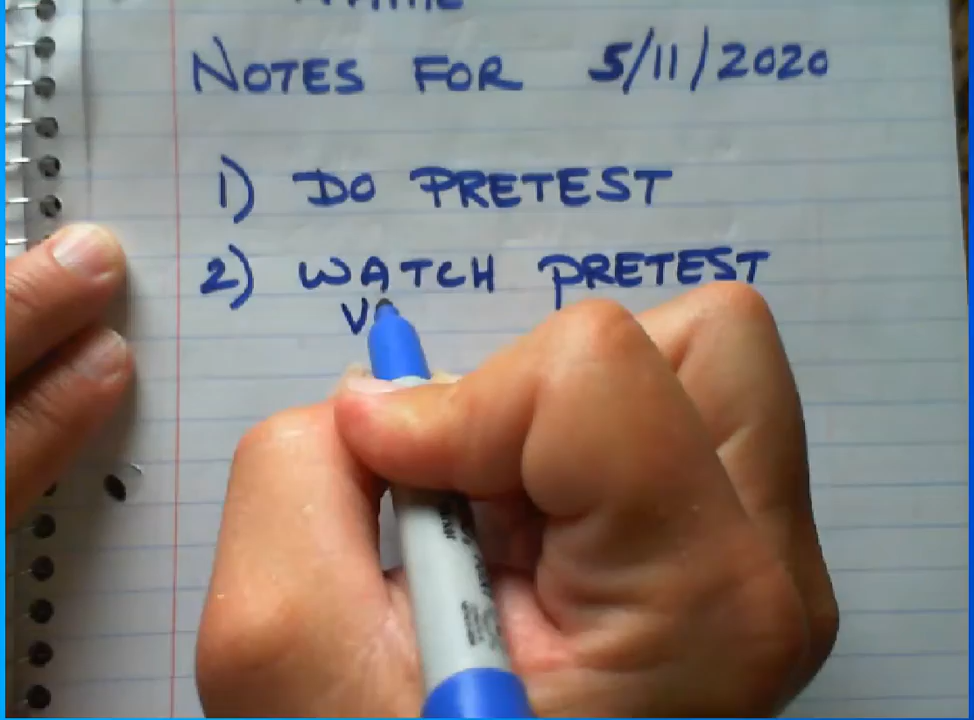 NOTES FOR 5/11/2020
1) DO PRETEST
2) WATCH PRETEST